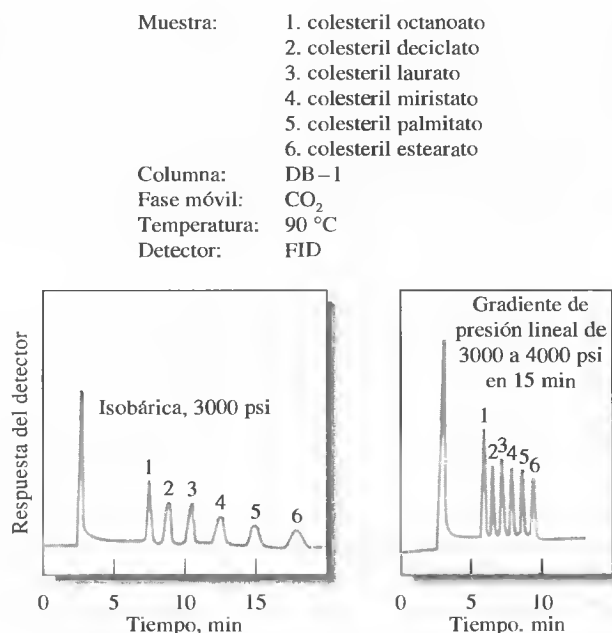 Muestra: 1. colesteril octanoato
2. colesteril deciclato
3. colesteril laurato
4. colesteril miristato
5. colesteril palmitato
6. colesteril estearato
Columna: DB–1
Fase móvil: CO₂
Temperatura: 90 °C
Detector: FID
Respuesta del detector
Isobárica, 3000 psi
1
2
3
4
5
6
0 5 10 15
Tiempo, min
Gradiente de
presión lineal de
3000 a 4000 psi
en 15 min
1
2
3
4
5
6
0 5 10
Tiempo. min